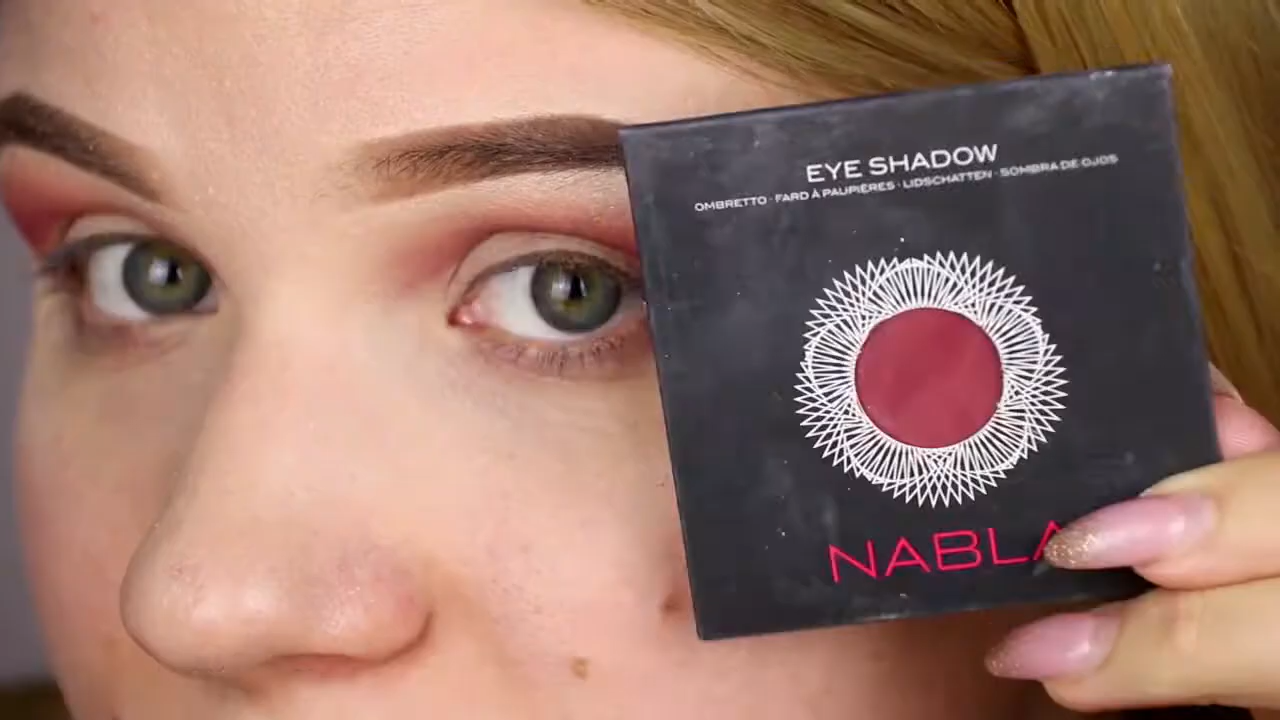 EYE SHADOW
OMBRETTO · FARD À PAUPIÈRES · LIDSCHATTEN · SOMBRA DE OJOS
NABLA